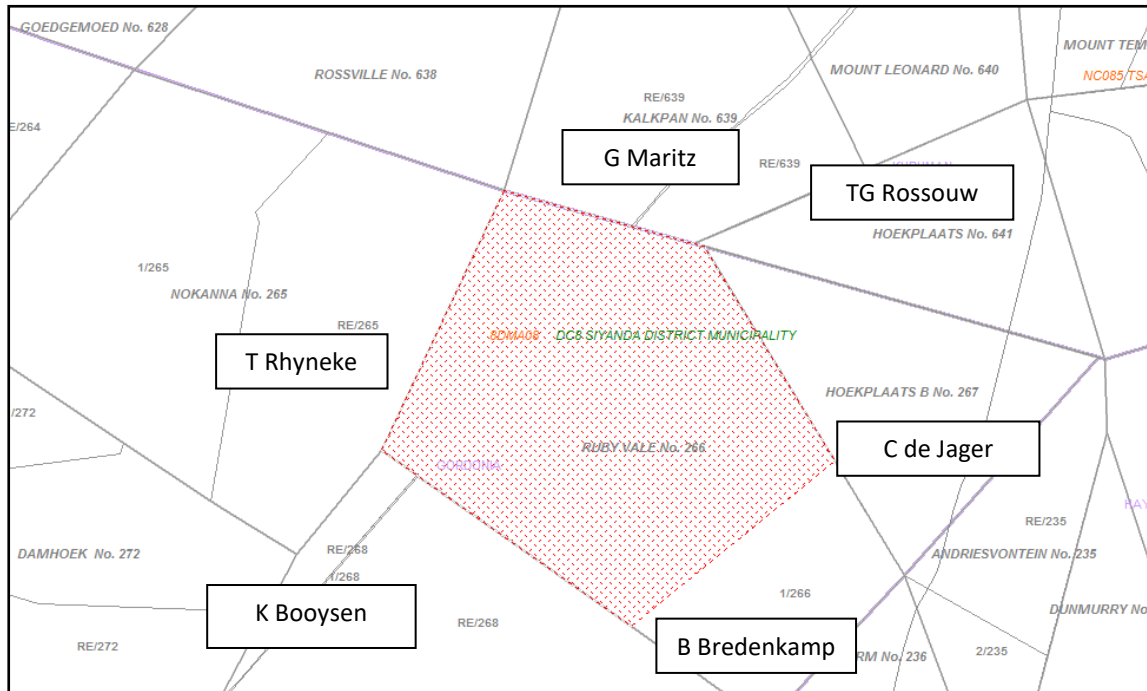 GOEDGEMOED No. 628
ROSSVILLE No. 638
MOUNT LEONARD No. 640
MOUNT TEM
NC085 TSA
RE/639
KALKPAN No. 639
E/264
G Maritz
RE/639
TG Rossouw
HOEKPLAATS No. 641
1/265
NOKANNA No. 265
RE/265
8DMA08 DC8 SIYANDA DISTRICT MUNICIPALITY
T Rhyneke
HOEKPLAATS B No. 267
/272
RUBY VALE No. 266
C de Jager
GORDONIA
RE/235
DAMHOEK No. 272
RE/268
1/268
ANDRIESVONTEIN No. 235
1/266
DUNMURRY No
K Booysen
RE/272
RE/268
B Bredenkamp
RM No. 236
2/235